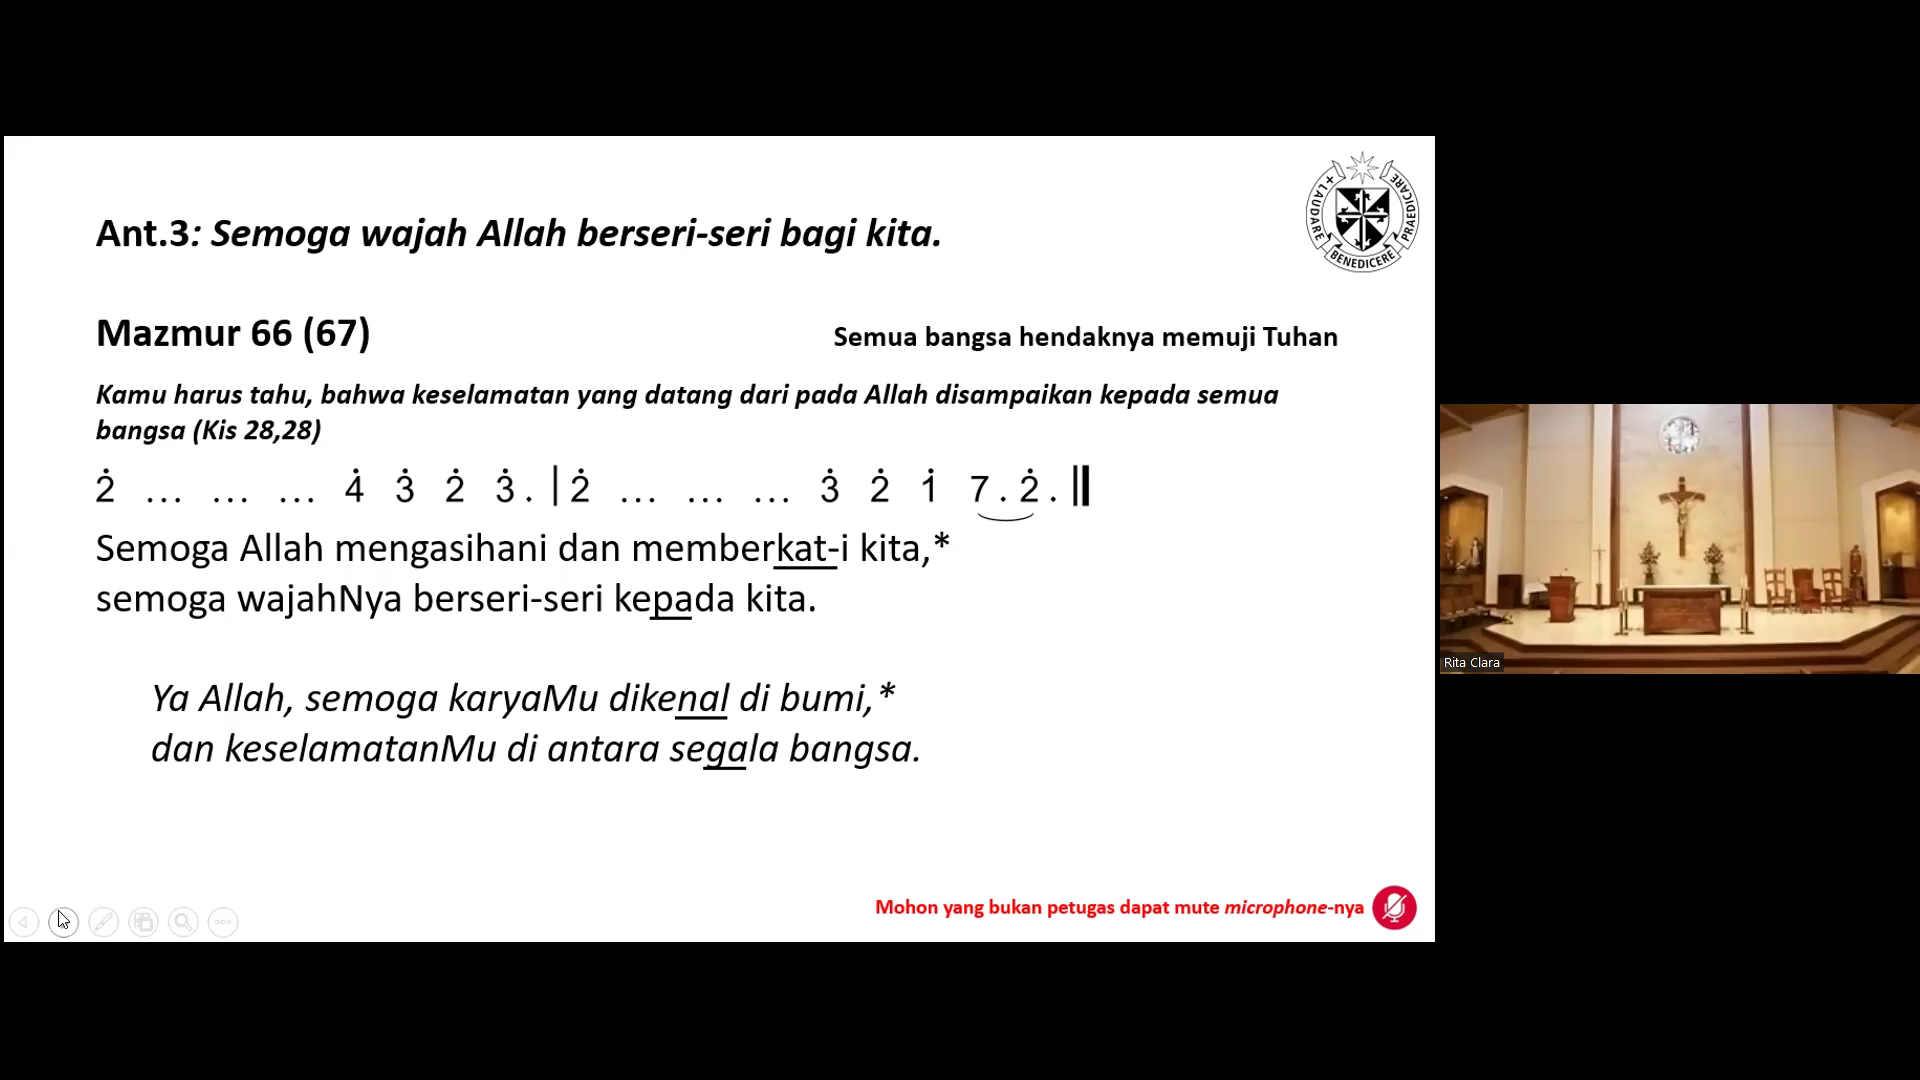 + LAUDARE
BENEDICERE
PRAEDICARE
Ant.3: Semoga wajah Allah berseri-seri bagi kita.
Mazmur 66 (67)
Semua bangsa hendaknya memuji Tuhan
Kamu harus tahu, bahwa keselamatan yang datang dari pada Allah disampaikan kepada semua
bangsa (Kis 28,28)
2̇ ... ... ... 4̇ 3̇ 2̇ 3̇ . | 2̇ ... ... ... 3̇ 2̇ 1̇ 7 . 2̇ . ||
Semoga Allah mengasihani dan memberkat-i kita,*
semoga wajahNya berseri-seri kepada kita.
Ya Allah, semoga karyaMu dikenal di bumi,*
dan keselamatanMu di antara segala bangsa.
Mohon yang bukan petugas dapat mute microphone-nya
Rita Clara